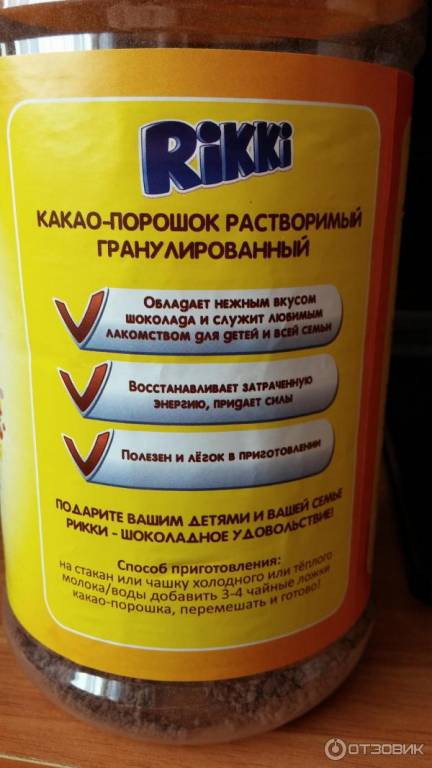 Rikki
КАКАО-ПОРОШОК РАСТВОРИМЫЙ
ГРАНУЛИРОВАННЫЙ
ОБЛАДАЕТ НЕЖНЫМ ВКУСОМ
ШОКОЛАДА И СЛУЖИТ ЛЮБИМЫМ
ЛАКОМСТВОМ ДЛЯ ДЕТЕЙ И ВСЕЙ СЕМЬИ
ВОССТАНАВЛИВАЕТ ЗАТРАЧЕННУЮ
ЭНЕРГИЮ, ПРИДАЕТ СИЛЫ
ПОЛЕЗЕН И ЛЁГОК В ПРИГОТОВЛЕНИИ
ПОДАРИТЕ ВАШИМ ДЕТЯМИ И ВАШЕЙ СЕМЬЕ
РИККИ - ШОКОЛАДНОЕ УДОВОЛЬСТВИЕ!
Способ приготовления:
на стакан или чашку холодного или тёплого
молока/воды добавить 3-4 чайные ложки
какао-порошка, перемешать и готово!
ОТЗОВИК